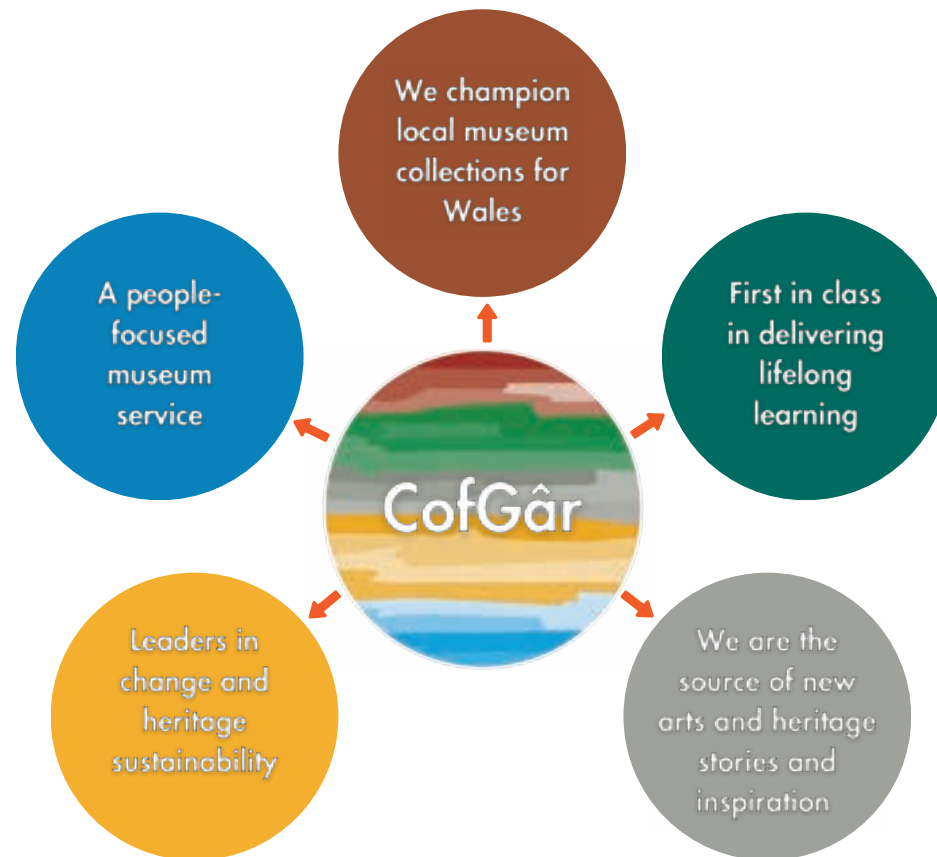 We champion
local museum
collections for
Wales
A people-
focused
museum
service
First in class
in delivering
lifelong
learning
CofGâr
Leaders in
change and
heritage
sustainability
We are the
source of new
arts and heritage
stories and
inspiration